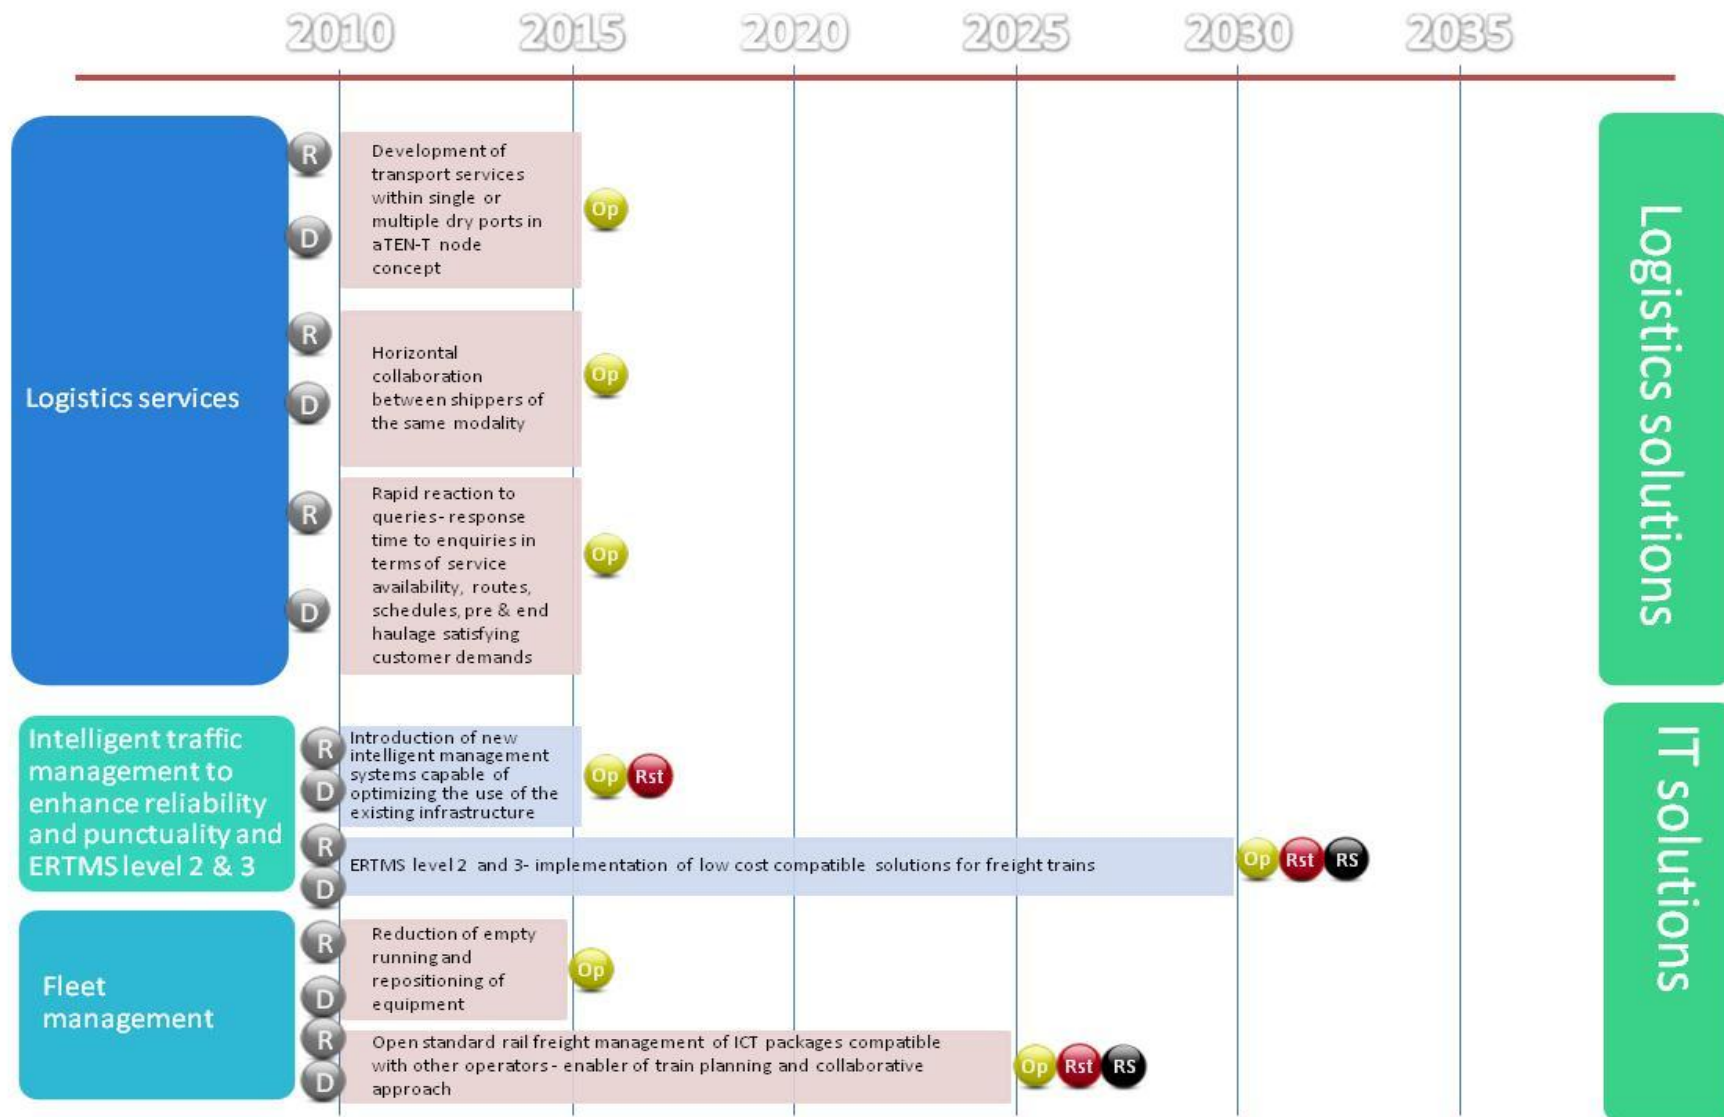 2010 2015 2020 2025 2030 2035
Logistics services
R
D
Development of
transport services
within single or
multiple dry ports in
aTEN-T node
concept
Op
R
D
Horizontal
collaboration
between shippers of
the same modality
Op
R
D
Rapid reaction to
queries- response
time to enquiries in
terms of service
availability, routes,
schedules, pre & end
haulage satisfying
customer demands
Op
Logistics solutions
Intelligent traffic
management to
enhance reliability
and punctuality and
ERTMS level 2 & 3
R
D
Introduction of new
intelligent management
systems capable of
optimizing the use of the
existing infrastructure
Op Rst
R
D
ERTMS level 2 and 3- implementation of low cost compatible solutions for freight trains
Op Rst RS
Fleet
management
R
D
Reduction of empty
running and
repositioning of
equipment
Op
R
D
Open standard rail freight management of ICT packages compatible
with other operators - enabler of train planning and collaborative
approach
Op Rst RS
IT solutions